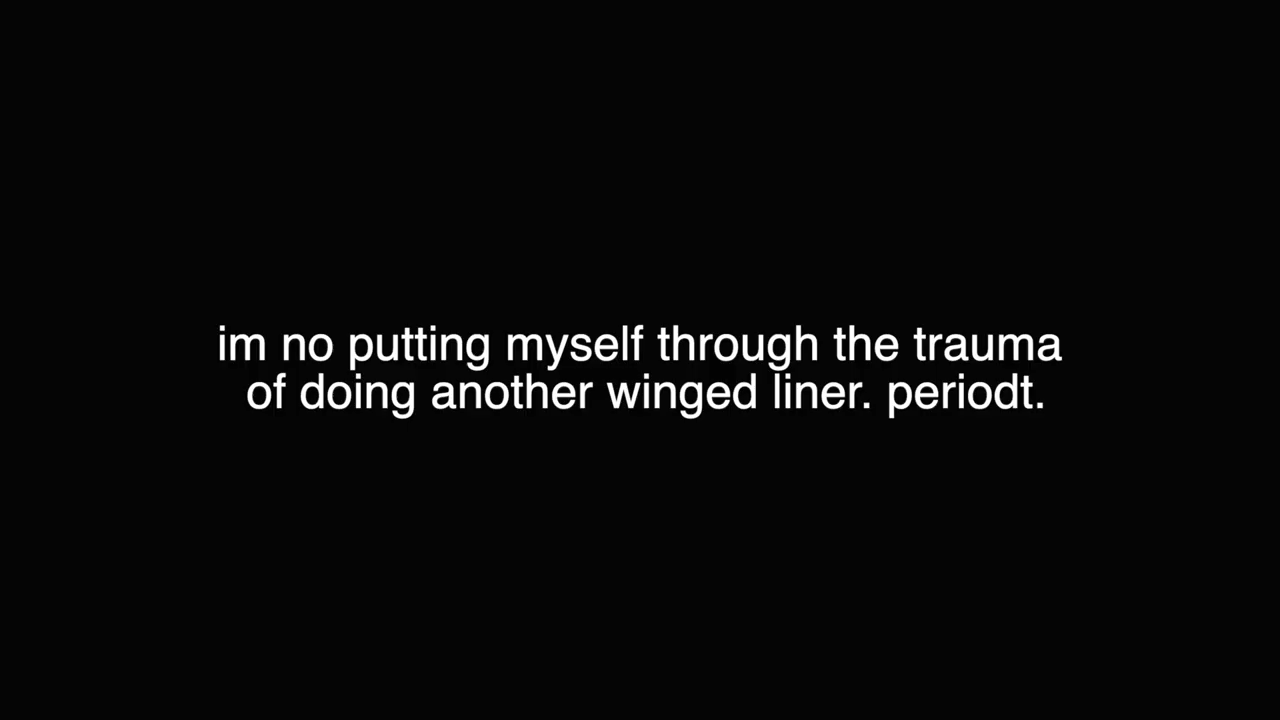 im no putting myself through the trauma
of doing another winged liner. periodt.